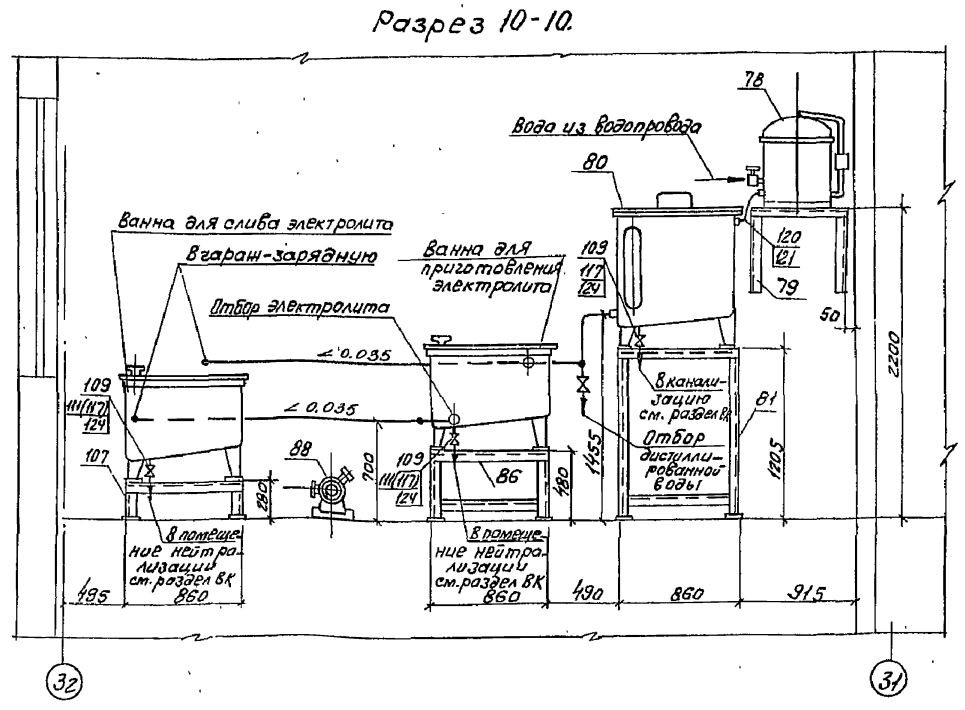 Разрез 10-10.
78
Вода из водопровода
80
Ванна для слива электролита
В гараж-зарядную
Ванна для
приготовления
электролита
109
117
124
120
121
79
50
Отбор электролита
∠0.035
∠0.035
2200
109
111(117)
124
107
88
280
700
109
111(117)
124
86
480
1455
В канали-
зацию
см. раздел ВК
81
1205
Отбор
дистилли-
рованной
воды
В помеще-
ние нейтра-
лизации
см. раздел ВК
В помеще-
ние нейтра-
лизации
см. раздел ВК
495
860
860
490
860
915
32
31